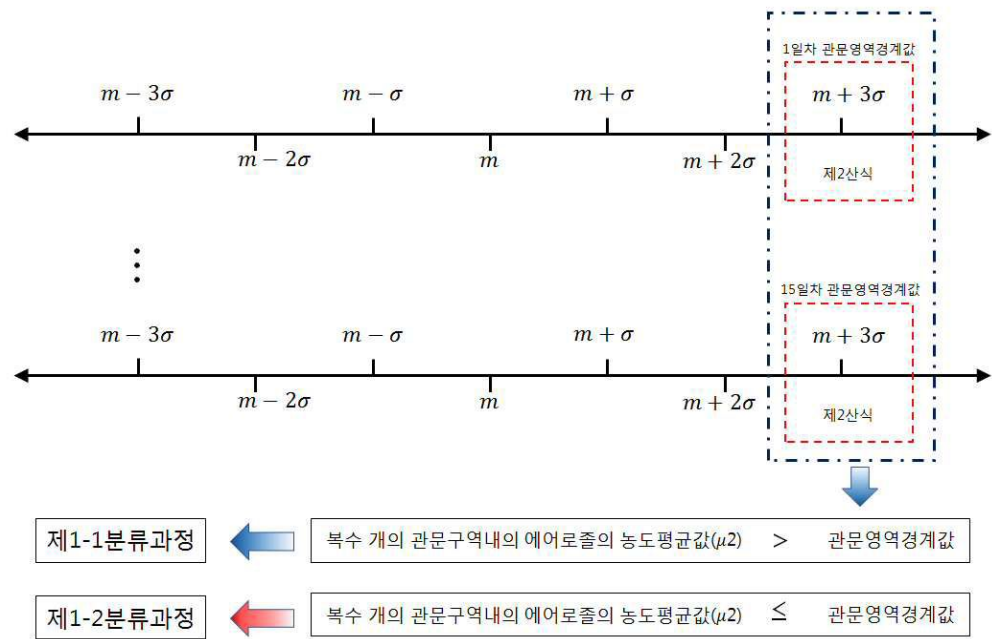 1일차 관문영역경계값
m − 3σ m − σ m + σ m + 3σ
m − 2σ m m + 2σ 제2산식
15일차 관문영역경계값
m − 3σ m − σ m + σ m + 3σ
m − 2σ m m + 2σ 제2산식
제1-1분류과정 복수 개의 관문구역내의 에어로졸의 농도평균값(μ2) > 관문영역경계값
제1-2분류과정 복수 개의 관문구역내의 에어로졸의 농도평균값(μ2) ≦ 관문영역경계값